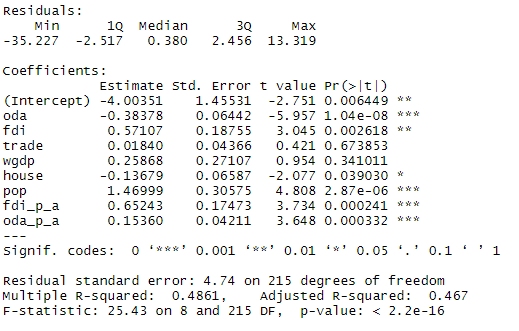 Residuals:
    Min      1Q  Median      3Q     Max
-35.227  -2.517   0.380   2.456  13.319

Coefficients:
            Estimate Std. Error t value Pr(>|t|)
(Intercept) -4.00351    1.45531  -2.751 0.006449 **
oda         -0.38378    0.06442  -5.957 1.04e-08 ***
fdi          0.57107    0.18755   3.045 0.002618 **
trade        0.01840    0.04366   0.421 0.673853
wgdp         0.25868    0.27107   0.954 0.341011
house       -0.13679    0.06587  -2.077 0.039030 *
pop          1.46999    0.30575   4.808 2.87e-06 ***
fdi_p_a      0.65243    0.17473   3.734 0.000241 ***
oda_p_a      0.15360    0.04211   3.648 0.000332 ***
---
Signif. codes:  0 ‘***’ 0.001 ‘**’ 0.01 ‘*’ 0.05 ‘.’ 0.1 ‘ ’ 1

Residual standard error: 4.74 on 215 degrees of freedom
Multiple R-squared:  0.4861,    Adjusted R-squared:  0.467
F-statistic: 25.43 on 8 and 215 DF,  p-value: < 2.2e-16